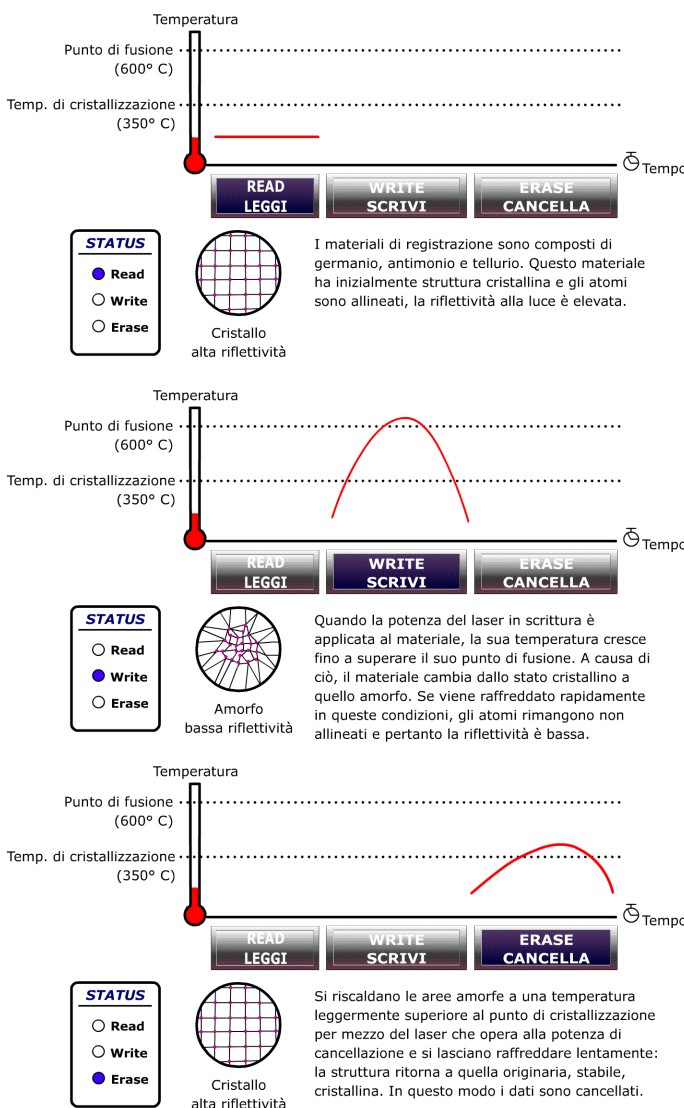 Temperatura
Punto di fusione
(600° C)
Temp. di cristallizzazione
(350° C)
Tempo
READ
LEGGI
WRITE
SCRIVI
ERASE
CANCELLA
STATUS
Read
Write
Erase
Cristallo
alta riflettività
I materiali di registrazione sono composti di
germanio, antimonio e tellurio. Questo materiale
ha inizialmente struttura cristallina e gli atomi
sono allineati, la riflettività alla luce è elevata.
Temperatura
Punto di fusione
(600° C)
Temp. di cristallizzazione
(350° C)
Tempo
READ
LEGGI
WRITE
SCRIVI
ERASE
CANCELLA
STATUS
Read
Write
Erase
Amorfo
bassa riflettività
Quando la potenza del laser in scrittura è
applicata al materiale, la sua temperatura cresce
fino a superare il suo punto di fusione. A causa di
ciò, il materiale cambia dallo stato cristallino a
quello amorfo. Se viene raffreddato rapidamente
in queste condizioni, gli atomi rimangono non
allineati e pertanto la riflettività è bassa.
Temperatura
Punto di fusione
(600° C)
Temp. di cristallizzazione
(350° C)
Tempo
READ
LEGGI
WRITE
SCRIVI
ERASE
CANCELLA
STATUS
Read
Write
Erase
Cristallo
alta riflettività
Si riscaldano le aree amorfe a una temperatura
leggermente superiore al punto di cristallizzazione
per mezzo del laser che opera alla potenza di
cancellazione e si lasciano raffreddare lentamente:
la struttura ritorna a quella originaria, stabile,
cristallina. In questo modo i dati sono cancellati.